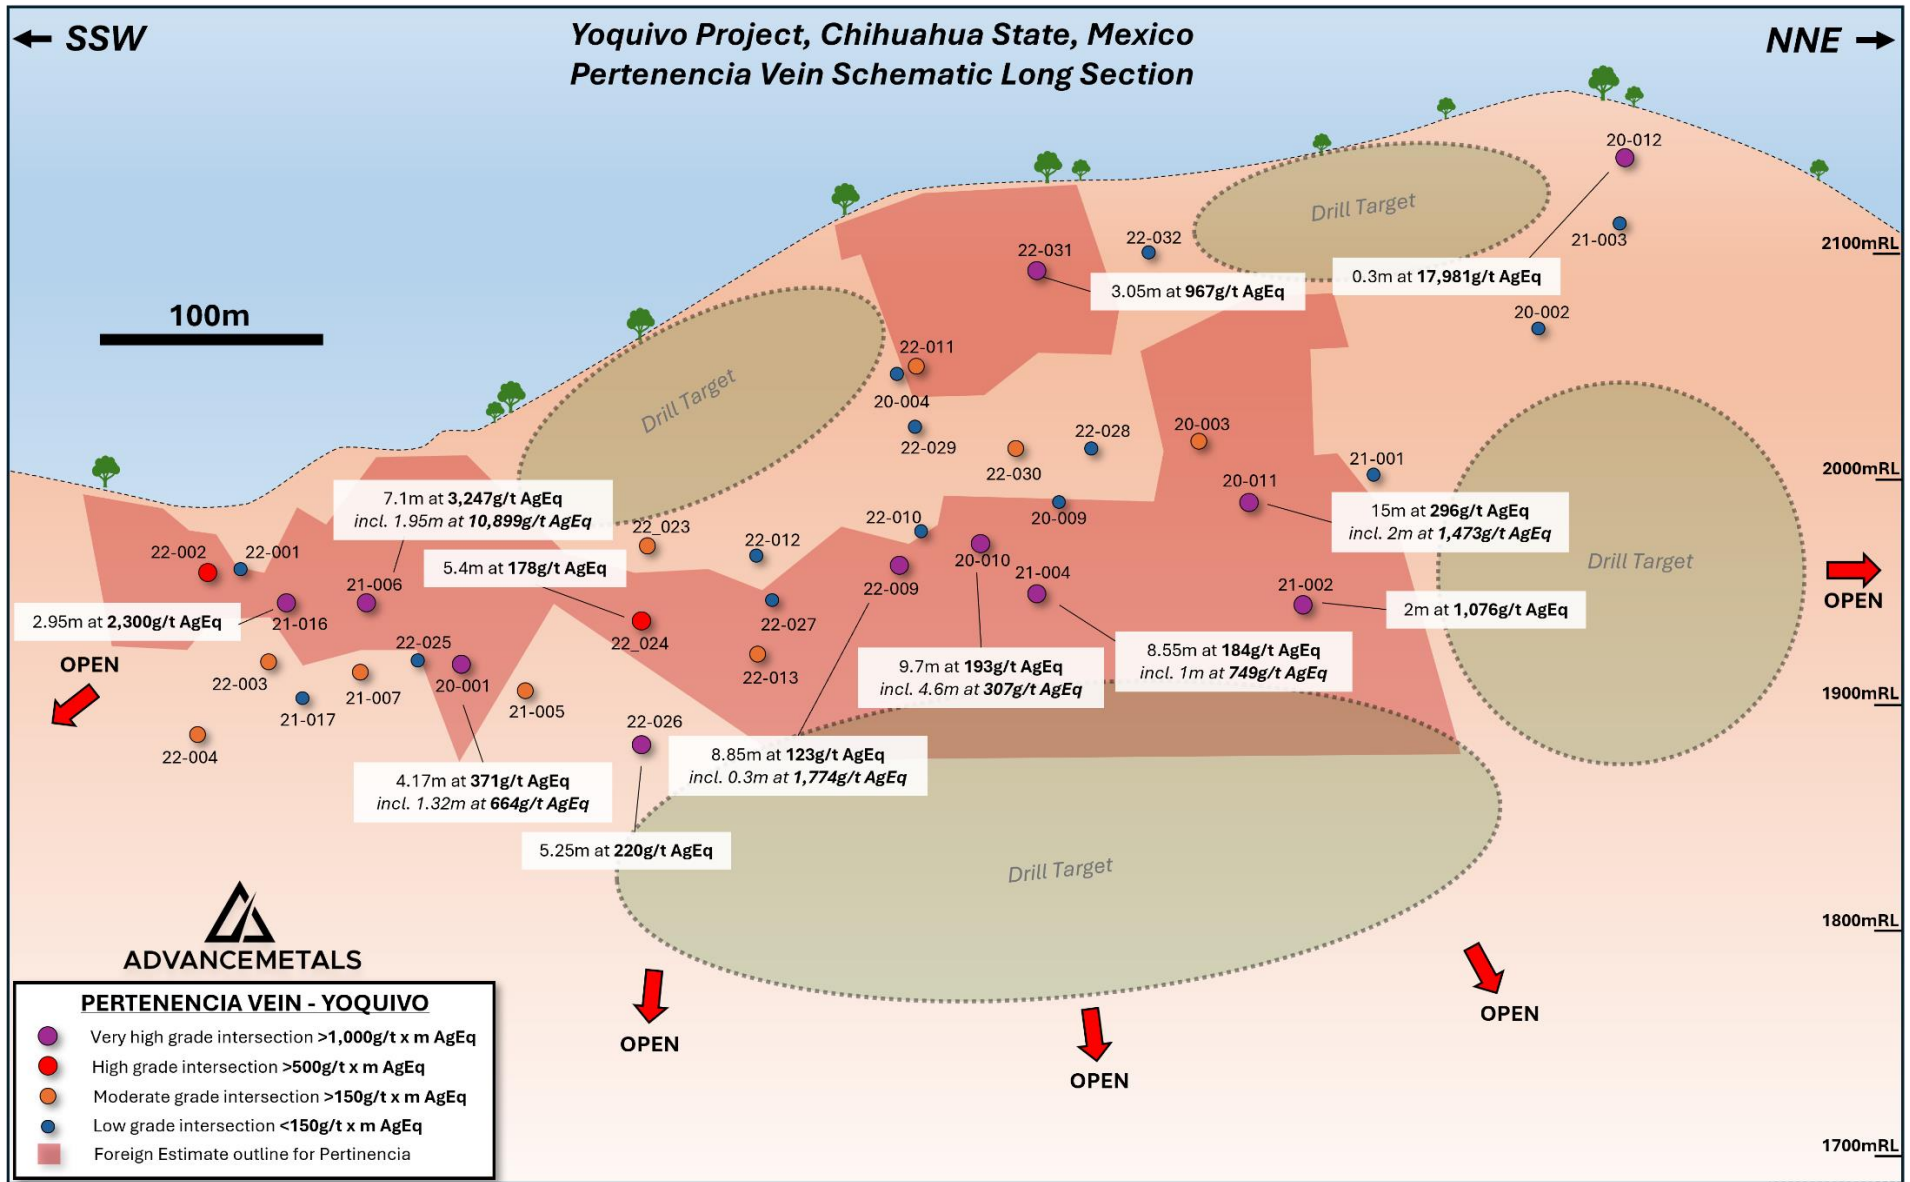 SSW
Yoquivo Project, Chihuahua State, Mexico
NNE
Pertenencia Vein Schematic Long Section
20-012
Drill Target
21-003
22-032
22-031
2100mRL
0.3m at 17,981g/t AgEq
3.05m at 967g/t AgEq
100m
20-002
22-011
Drill Target
20-004
20-003
22-028
22-029
22-030
21-001
2000mRL
20-011
7.1m at 3,247g/t AgEq
incl. 1.95m at 10,899g/t AgEq
15m at 296g/t AgEq
incl. 2m at 1,473g/t AgEq
22_023
22-010
20-009
22-002
22-001
22-012
20-010
Drill Target
5.4m at 178g/t AgEq
21-006
22-009
21-004
21-002
OPEN
2.95m at 2,300g/t AgEq
21-016
22-027
2m at 1,076g/t AgEq
22-025
22_024
OPEN
22-003
21-007
20-001
22-013
9.7m at 193g/t AgEq
incl. 4.6m at 307g/t AgEq
8.55m at 184g/t AgEq
incl. 1m at 749g/t AgEq
1900mRL
21-017
21-005
22-026
22-004
8.85m at 123g/t AgEq
incl. 0.3m at 1,774g/t AgEq
4.17m at 371g/t AgEq
incl. 1.32m at 664g/t AgEq
5.25m at 220g/t AgEq
Drill Target
1800mRL
ADVANCEMETALS
OPEN
OPEN
OPEN
1700mRL
PERTENENCIA VEIN - YOQUIVO
Very high grade intersection >1,000g/t x m AgEq
High grade intersection >500g/t x m AgEq
Moderate grade intersection >150g/t x m AgEq
Low grade intersection <150g/t x m AgEq
Foreign Estimate outline for Pertinencia